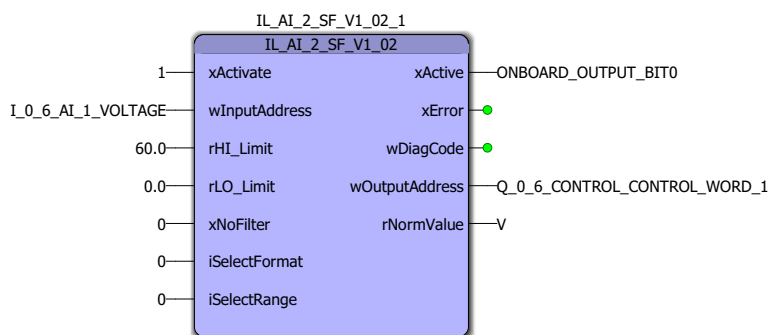 IL_AI_2_SF_V1_02_1
IL_AI_2_SF_V1_02
1 xActivate xActive ONBOARD_OUTPUT_BIT0
I_0_6_AI_1_VOLTAGE wInputAddress xError
60.0 rHI_Limit wDiagCode
0.0 rLO_Limit wOutputAddress Q_0_6_CONTROL_CONTROL_WORD_1
0 xNoFilter rNormValue V
0 iSelectFormat
0 iSelectRange